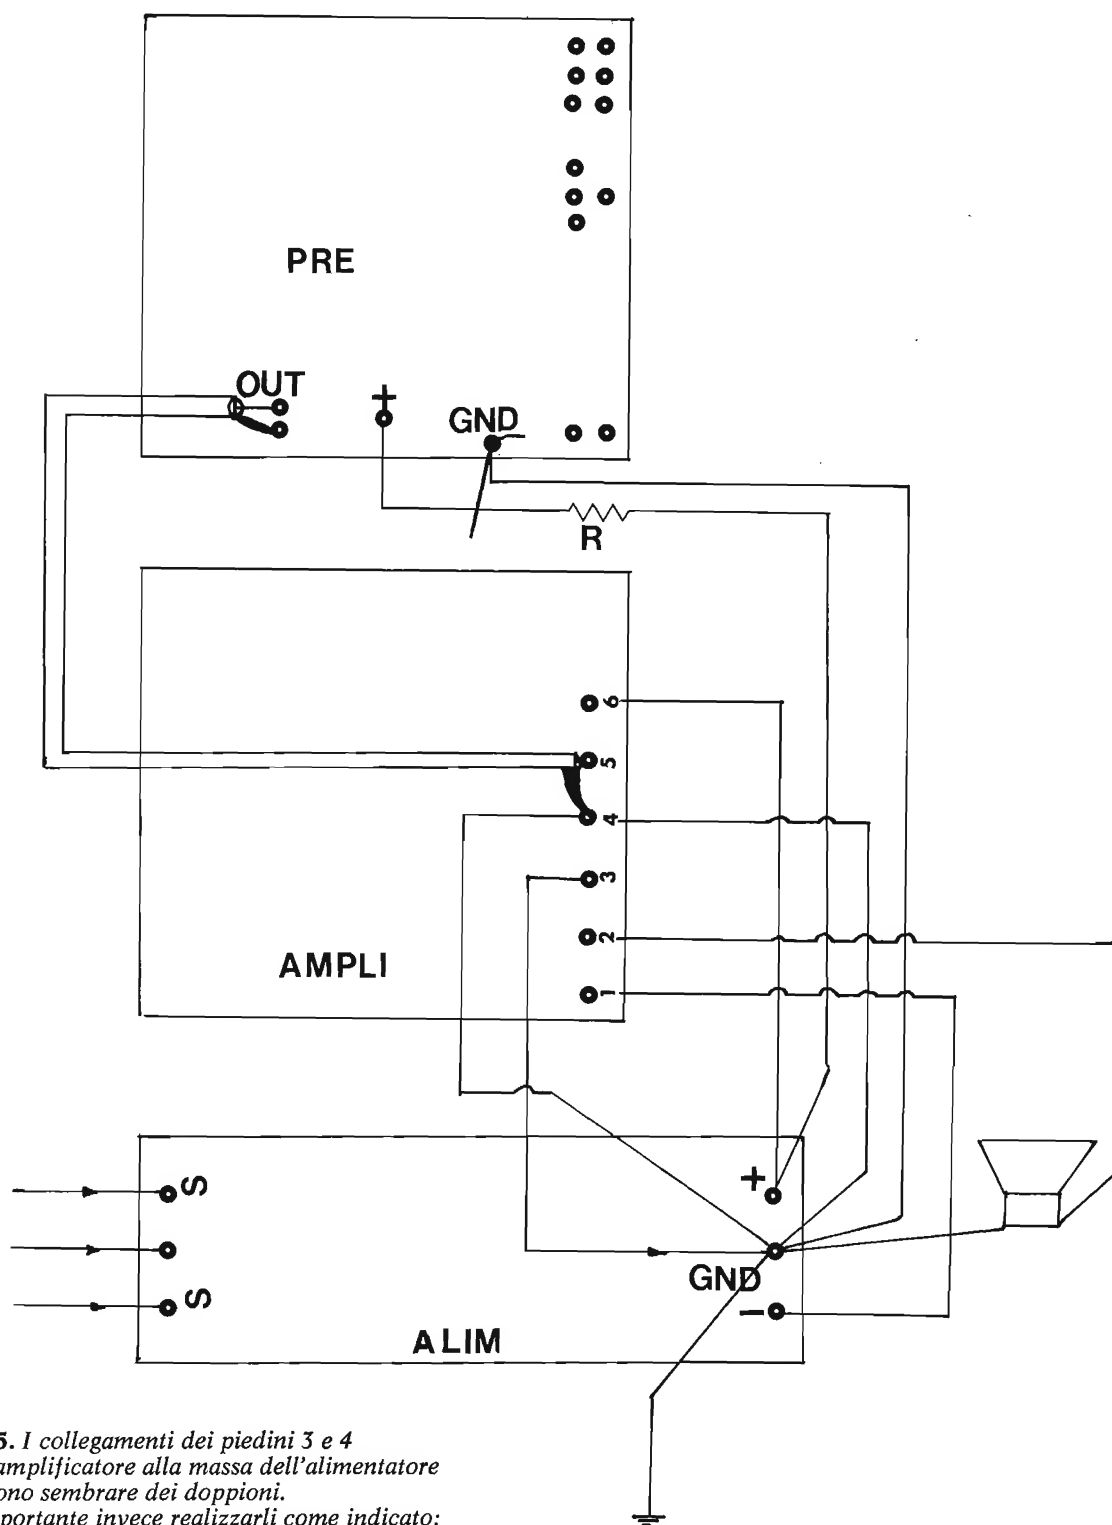 PRE
OUT
+
GND
R
6
5
4
3
2
1
AMPLI
S
+
GND
S
−
ALIM
5. I collegamenti dei piedini 3 e 4
amplificatore alla massa dell'alimentatore
ono sembrare dei doppioni.
portante invece realizzarli come indicato: